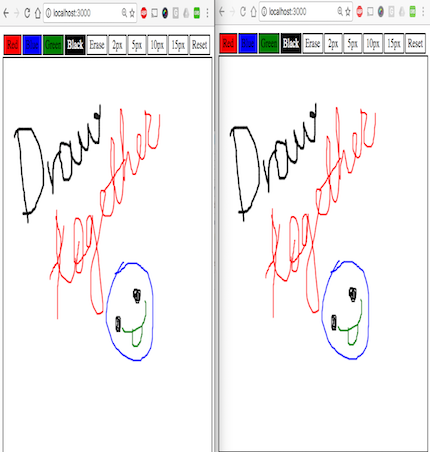 localhost:3000
Red Blue Green Black Erase 2px 5px 10px 15px Reset
Draw
together
localhost:3000
Red Blue Green Black Erase 2px 5px 10px 15px Reset
Draw
together